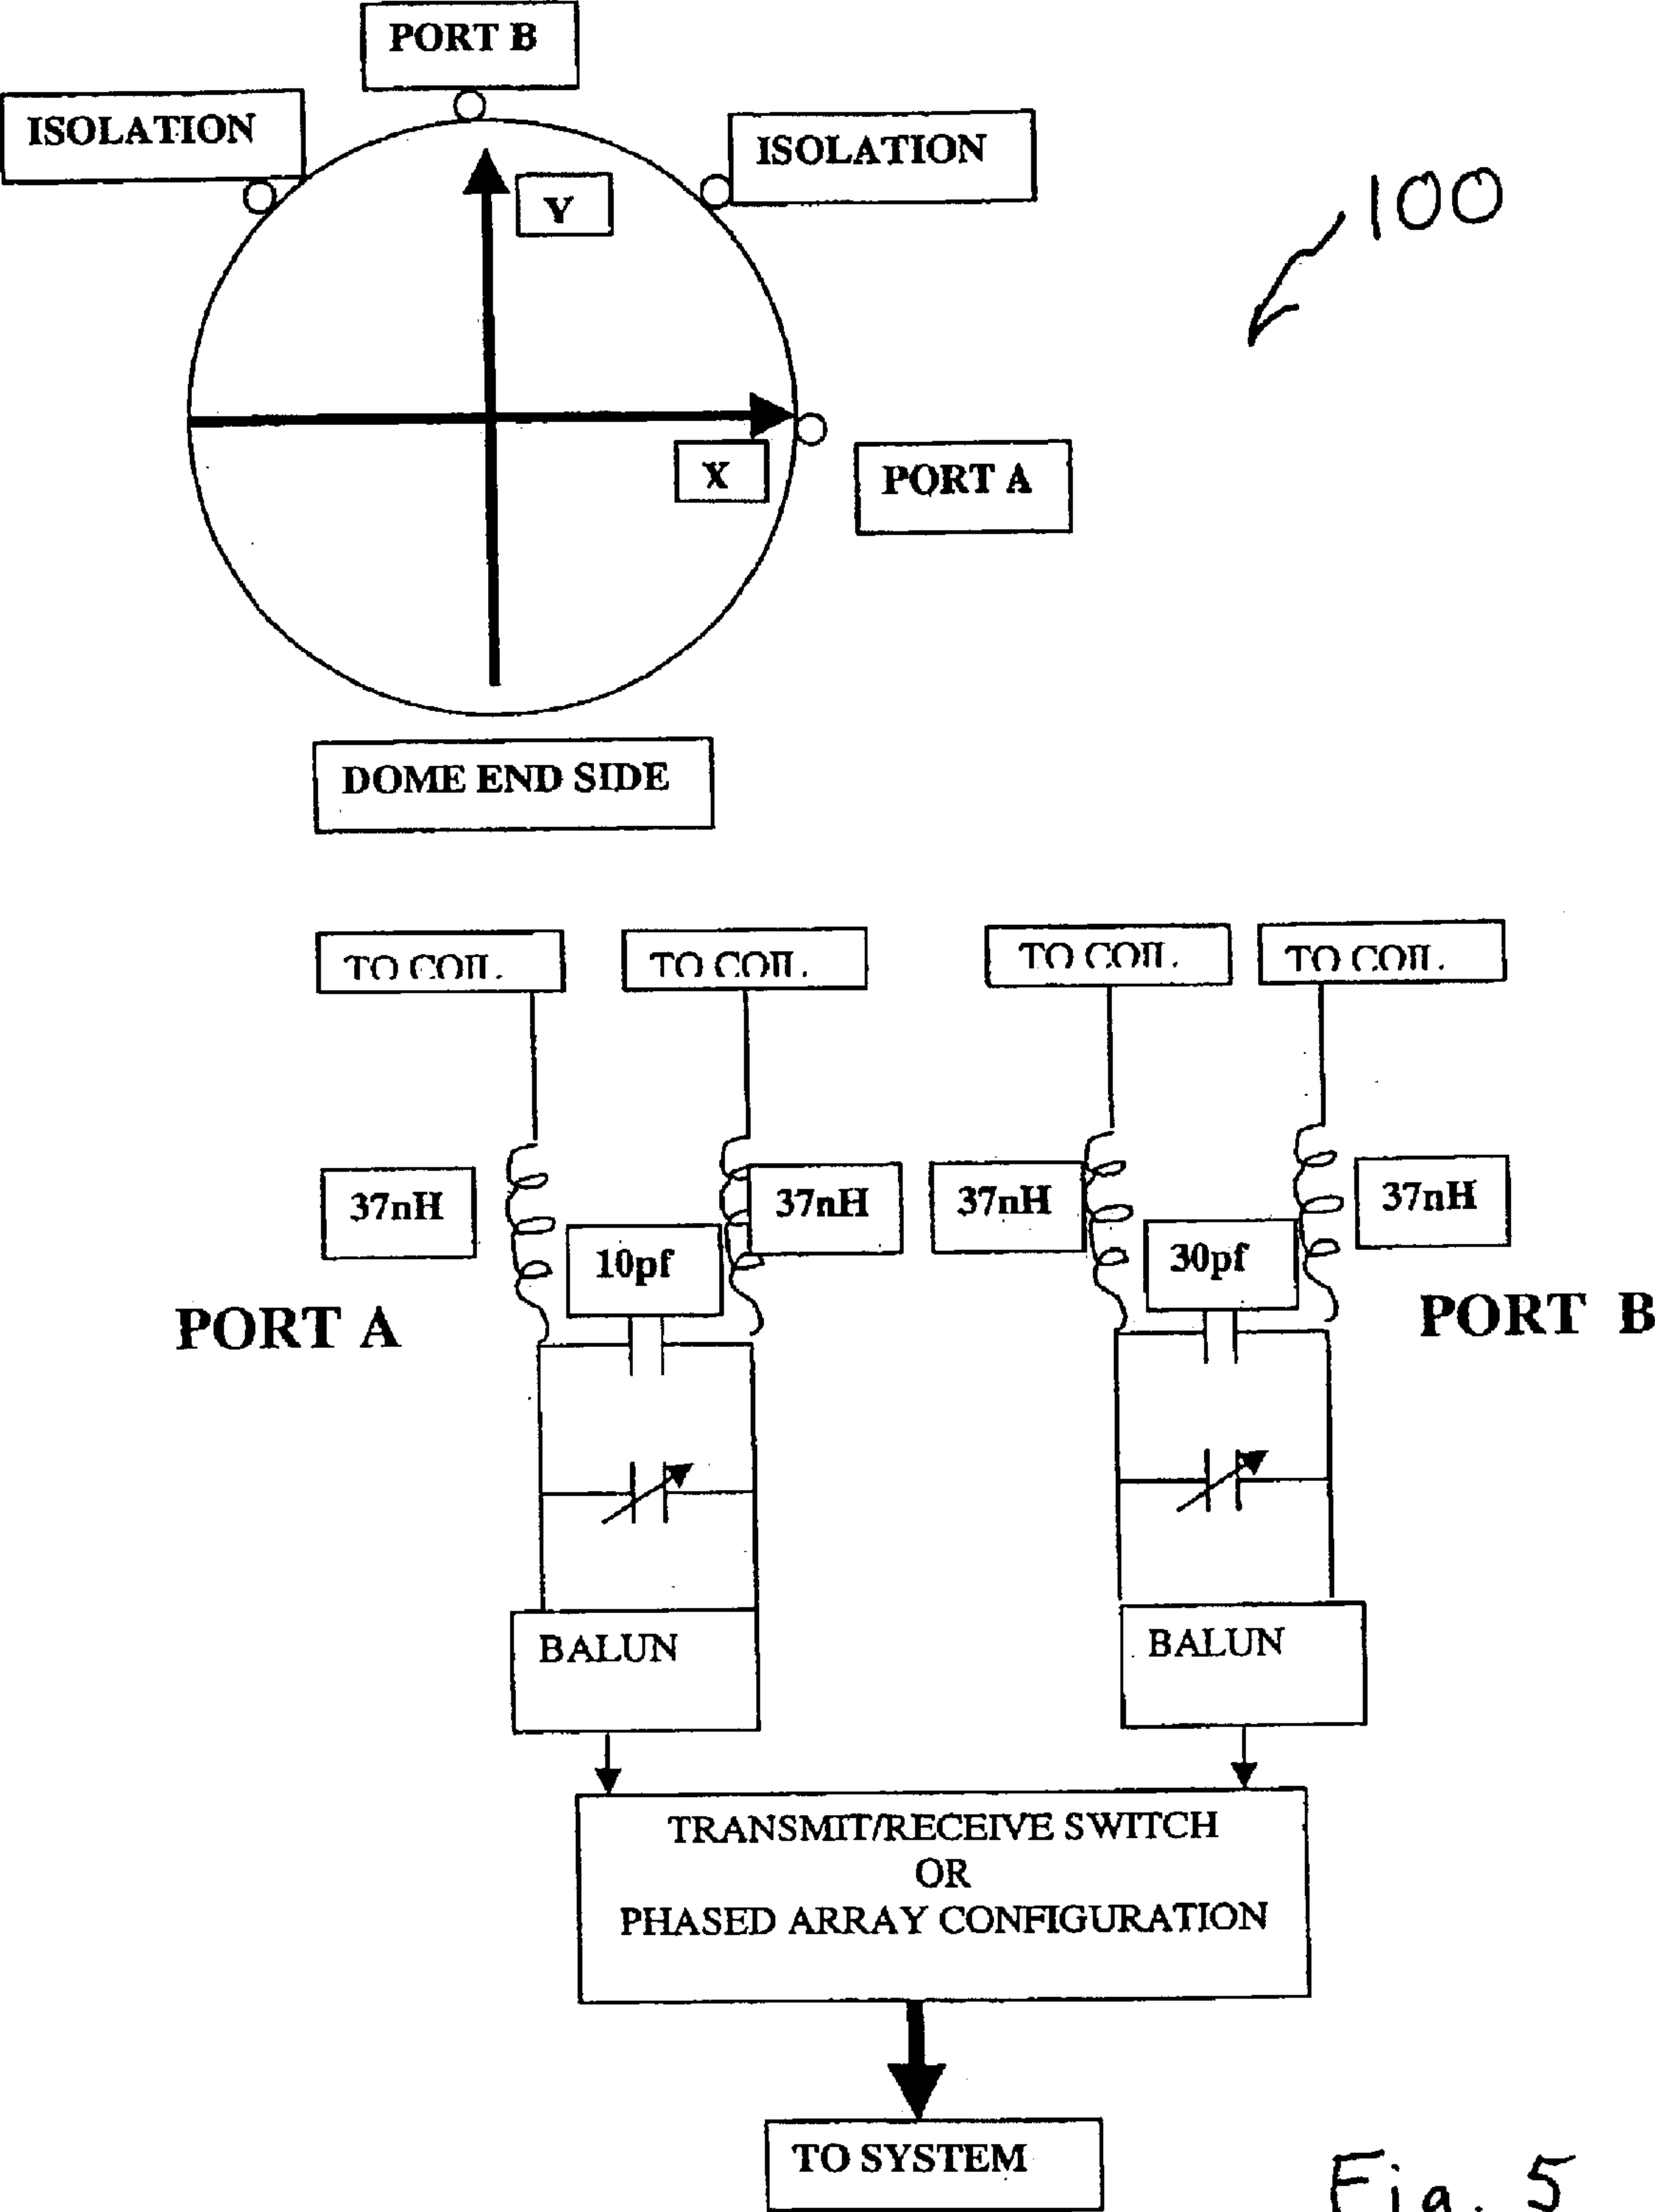 PORT B
ISOLATION
ISOLATION
Y
100
X
PORT A
DOME END SIDE
TO COIL
TO COIL
TO COIL
TO COIL
37nH
37nH
37nH
37nH
10pf
30pf
PORT A
PORT B
BALUN
BALUN
TRANSMIT/RECEIVE SWITCH
OR
PHASED ARRAY CONFIGURATION
TO SYSTEM
Fig. 5